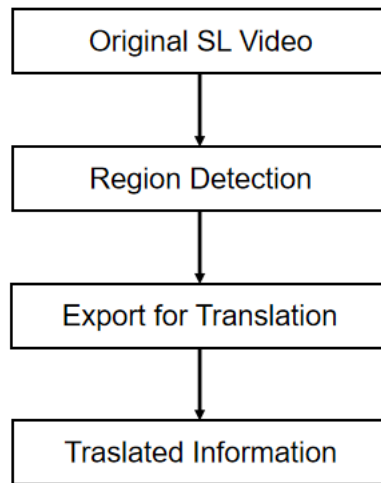 Original SL Video
Region Detection
Export for Translation
Traslated Information